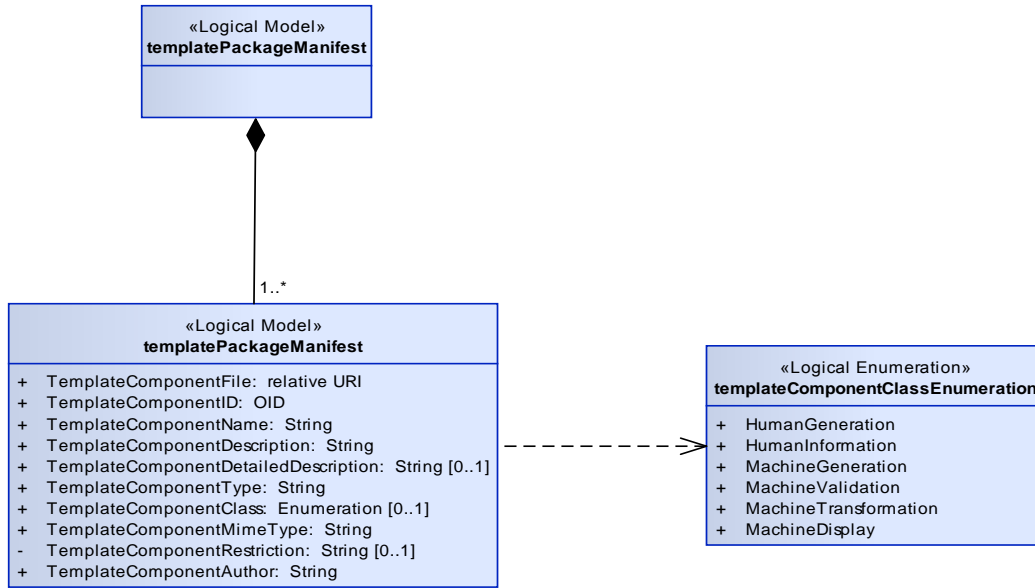 «Logical Model»
templatePackageManifest
1..*
«Logical Model»
templatePackageManifest
+ TemplateComponentFile: relative URI
+ TemplateComponentID: OID
+ TemplateComponentName: String
+ TemplateComponentDescription: String
+ TemplateComponentDetailedDescription: String [0..1]
+ TemplateComponentType: String
+ TemplateComponentClass: Enumeration [0..1]
+ TemplateComponentMimeType: String
- TemplateComponentRestriction: String [0..1]
+ TemplateComponentAuthor: String
«Logical Enumeration»
templateComponentClassEnumeration
+ HumanGeneration
+ HumanInformation
+ MachineGeneration
+ MachineValidation
+ MachineTransformation
+ MachineDisplay